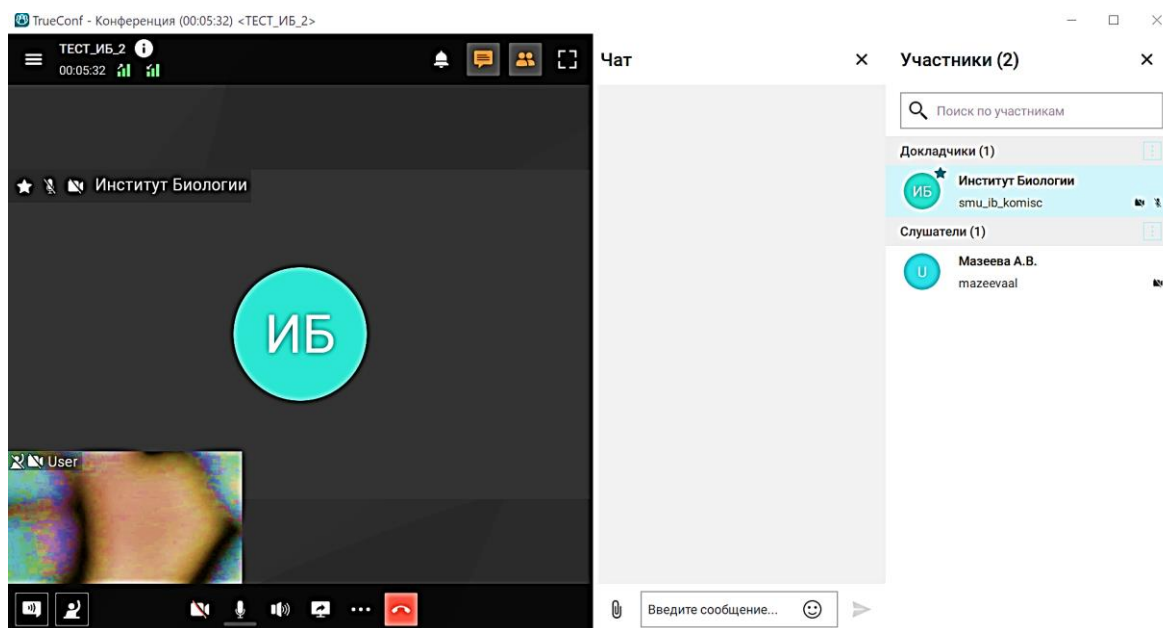 TrueConf - Конференция (00:05:32) <ТЕСТ_ИБ_2>
ТЕСТ_ИБ_2
00:05:32
Институт Биологии
ИБ
User
Чат
Введите сообщение...
Участники (2)
Поиск по участникам
Докладчики (1)
ИБ
Институт Биологии
smu_ib_komisc
Слушатели (1)
U
Мазеева А.В.
mazeevaal